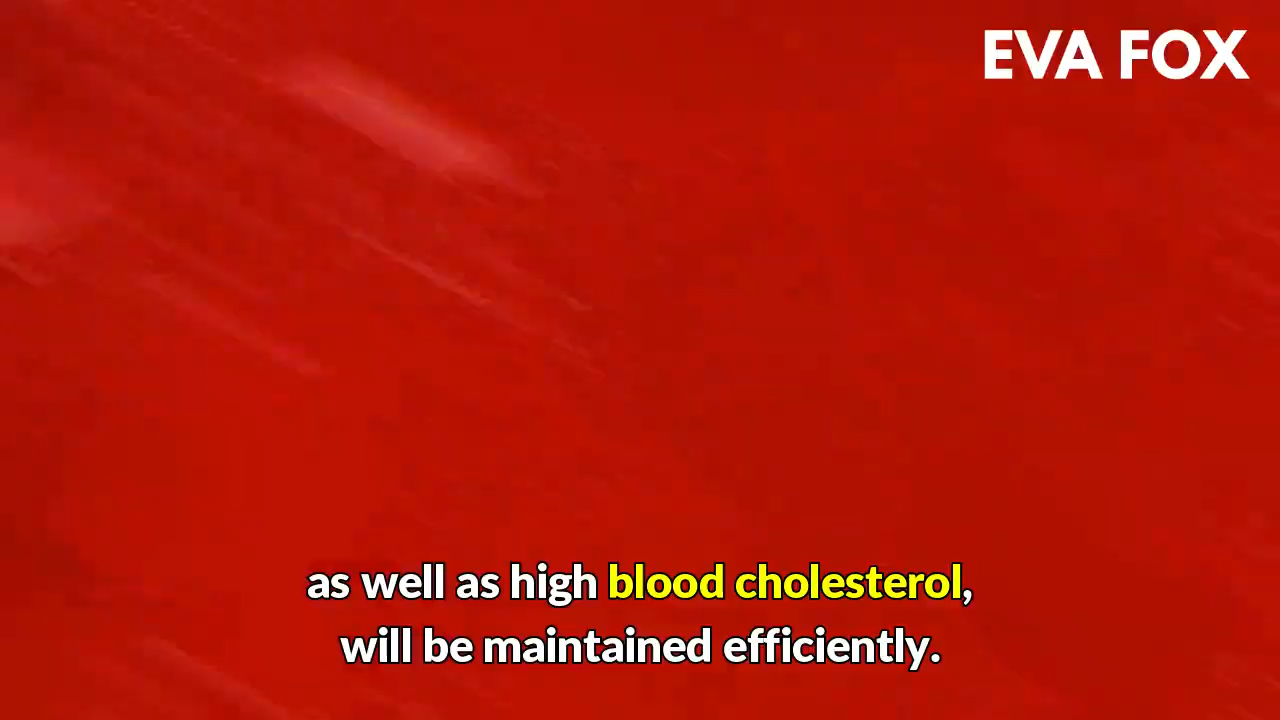 EVA FOX
as well as high blood cholesterol,
will be maintained efficiently.